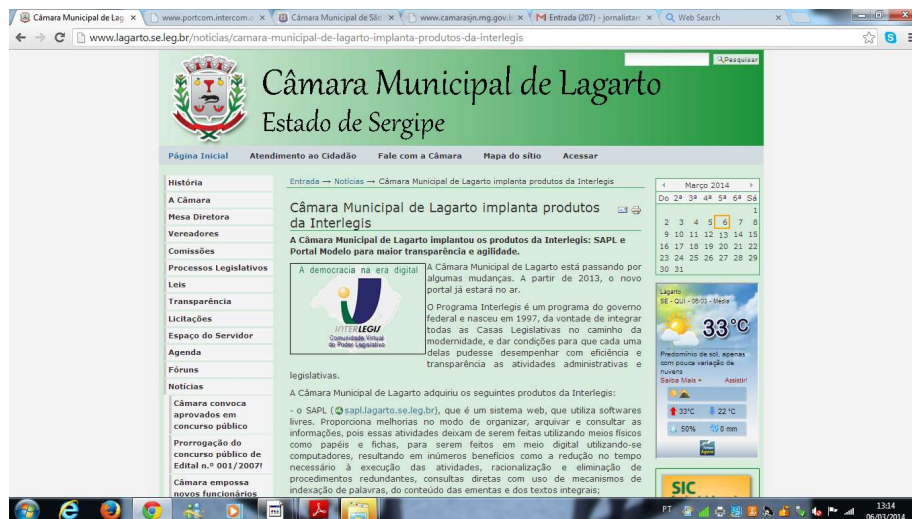 Câmara Municipal de Lag
www.portcom.intercom.o
Câmara Municipal de São
www.camarasjn.mg.gov.b
Entrada (207) - jornalistam
Web Search
www.lagarto.se.leg.br/noticias/camara-municipal-de-lagarto-implanta-produtos-da-interlegis
Pesquisar
Câmara Municipal de Lagarto
Estado de Sergipe
Página Inicial Atendimento ao Cidadão Fale com a Câmara Mapa do sítio Acessar
História
A Câmara
Mesa Diretora
Vereadores
Comissões
Processos Legislativos
Leis
Transparência
Licitações
Espaço do Servidor
Agenda
Fóruns
Notícias
Câmara convoca
aprovados em
concurso público
Prorrogação do
concurso público de
Edital n.º 001/2007!
Câmara empossa
novos funcionários
Entrada → Notícias → Câmara Municipal de Lagarto implanta produtos da Interlegis
Câmara Municipal de Lagarto implanta produtos
da Interlegis
A Câmara Municipal de Lagarto implantou os produtos da Interlegis: SAPL e
Portal Modelo para maior transparência e agilidade.
A democracia na era digital
INTERLEGIS
Comunidade Virtual
do Poder Legislativo
A Câmara Municipal de Lagarto está passando por
algumas mudanças. A partir de 2013, o novo
portal já estará no ar.
O Programa Interlegis é um programa do governo
federal e nasceu em 1997, da vontade de integrar
todas as Casas Legislativas no caminho da
modernidade, e dar condições para que cada uma
delas pudesse desempenhar com eficiência e
transparência as atividades administrativas e
legislativas.
A Câmara Municipal de Lagarto adquiriu os seguintes produtos da Interlegis:
- o SAPL (sapl.lagarto.se.leg.br), que é um sistema web, que utiliza softwares
livres. Proporciona melhorias no modo de organizar, arquivar e consultar as
informações, pois essas atividades deixam de serem feitas utilizando meios físicos
como papéis e fichas, para serem feitos em meio digital utilizando-se
computadores, resultando em inúmeros benefícios como a redução no tempo
necessário à execução das atividades, racionalização e eliminação de
procedimentos redundantes, consultas diretas com uso de mecanismos de
indexação de palavras, do conteúdo das ementas e dos textos integrais;
Março 2014
Do 2ª 3ª 4ª 5ª 6ª Sá
1
2 3 4 5 6 7 8
9 10 11 12 13 14 15
16 17 18 19 20 21 22
23 24 25 26 27 28 29
30 31
Lagarto
SE - QUI - 06/03 - Média
33°C
Predomínio de sol, apenas
com pouca variação de
nuvens
Saiba Mais + Assistir!
33°C 22°C
50% 0 mm
SIC
PT
13:14
06/03/2014